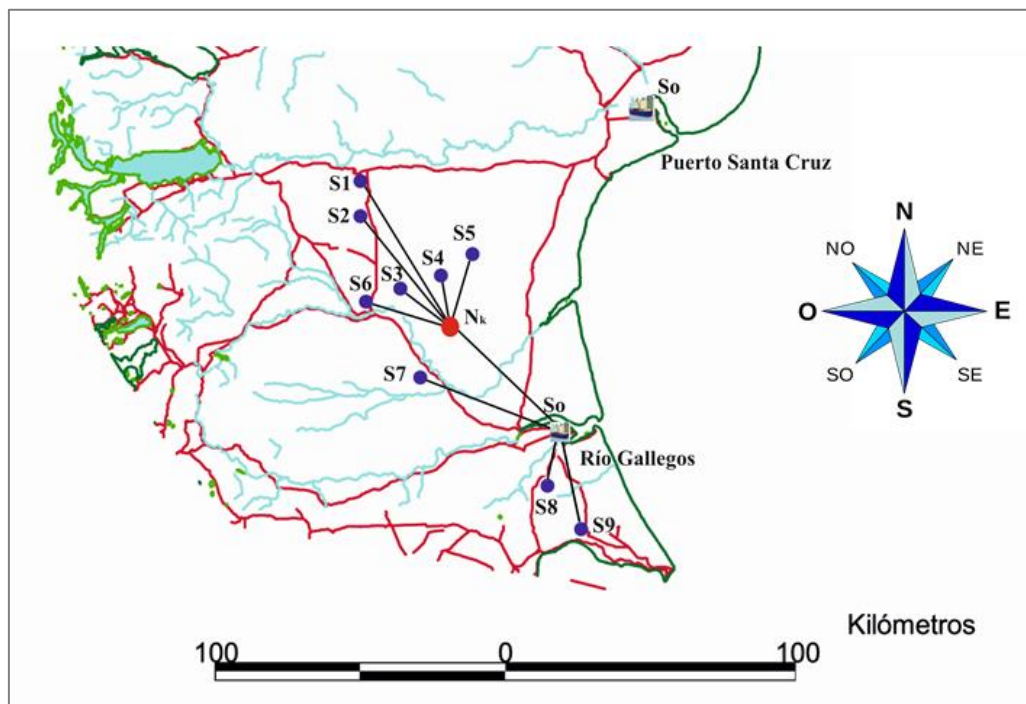 So
Puerto Santa Cruz
S1
S2
S5
S4
S3
S6
Nk
S7
So
Río Gallegos
S8
S9
N
NO
NE
O
E
SO
SE
S
Kilómetros
100
0
100